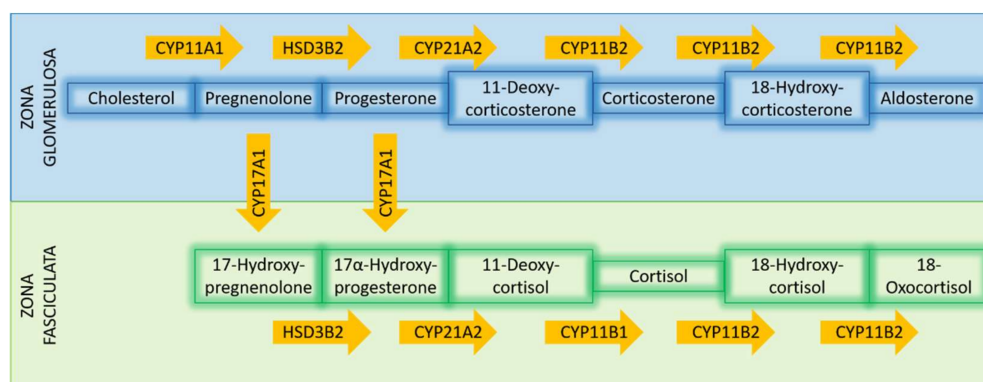 CYP11A1 HSD3B2 CYP21A2 CYP11B2 CYP11B2 CYP11B2
ZONA
GLOMERULOSA
Cholesterol Pregnenolone Progesterone 11-Deoxy- Corticosterone 18-Hydroxy- Aldosterone
corticosterone corticosterone
CYP17A1 CYP17A1
ZONA
FASCICULATA
17-Hydroxy- 17α-Hydroxy- 11-Deoxy- Cortisol 18-Hydroxy- 18-
pregnenolone progesterone cortisol cortisol Oxocortisol
HSD3B2 CYP21A2 CYP11B1 CYP11B2 CYP11B2